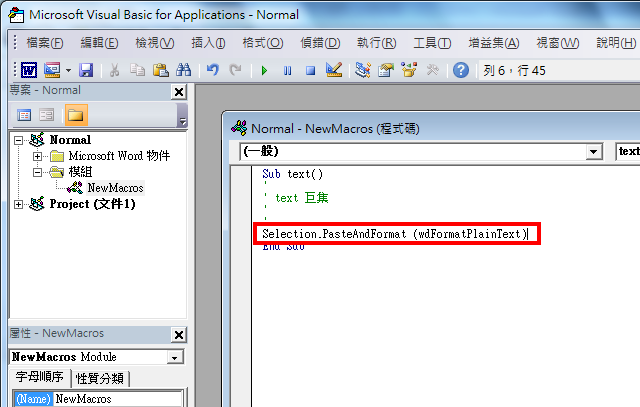 Microsoft Visual Basic for Applications - Normal
檔案(F) 編輯(E) 檢視(V) 插入(I) 格式(O) 偵錯(D) 執行(R) 工具(T) 增益集(A) 視窗(W) 說明(H)
列 6，行 45
專案 - Normal
Normal
Microsoft Word 物件
模組
NewMacros
Project (文件1)
Normal - NewMacros (程式碼)
(一般)
text
Sub text()
'
' text 巨集
'
'
Selection.PasteAndFormat (wdFormatPlainText)
End Sub
屬性 - NewMacros
NewMacros Module
字母順序 性質分類
(Name) NewMacros